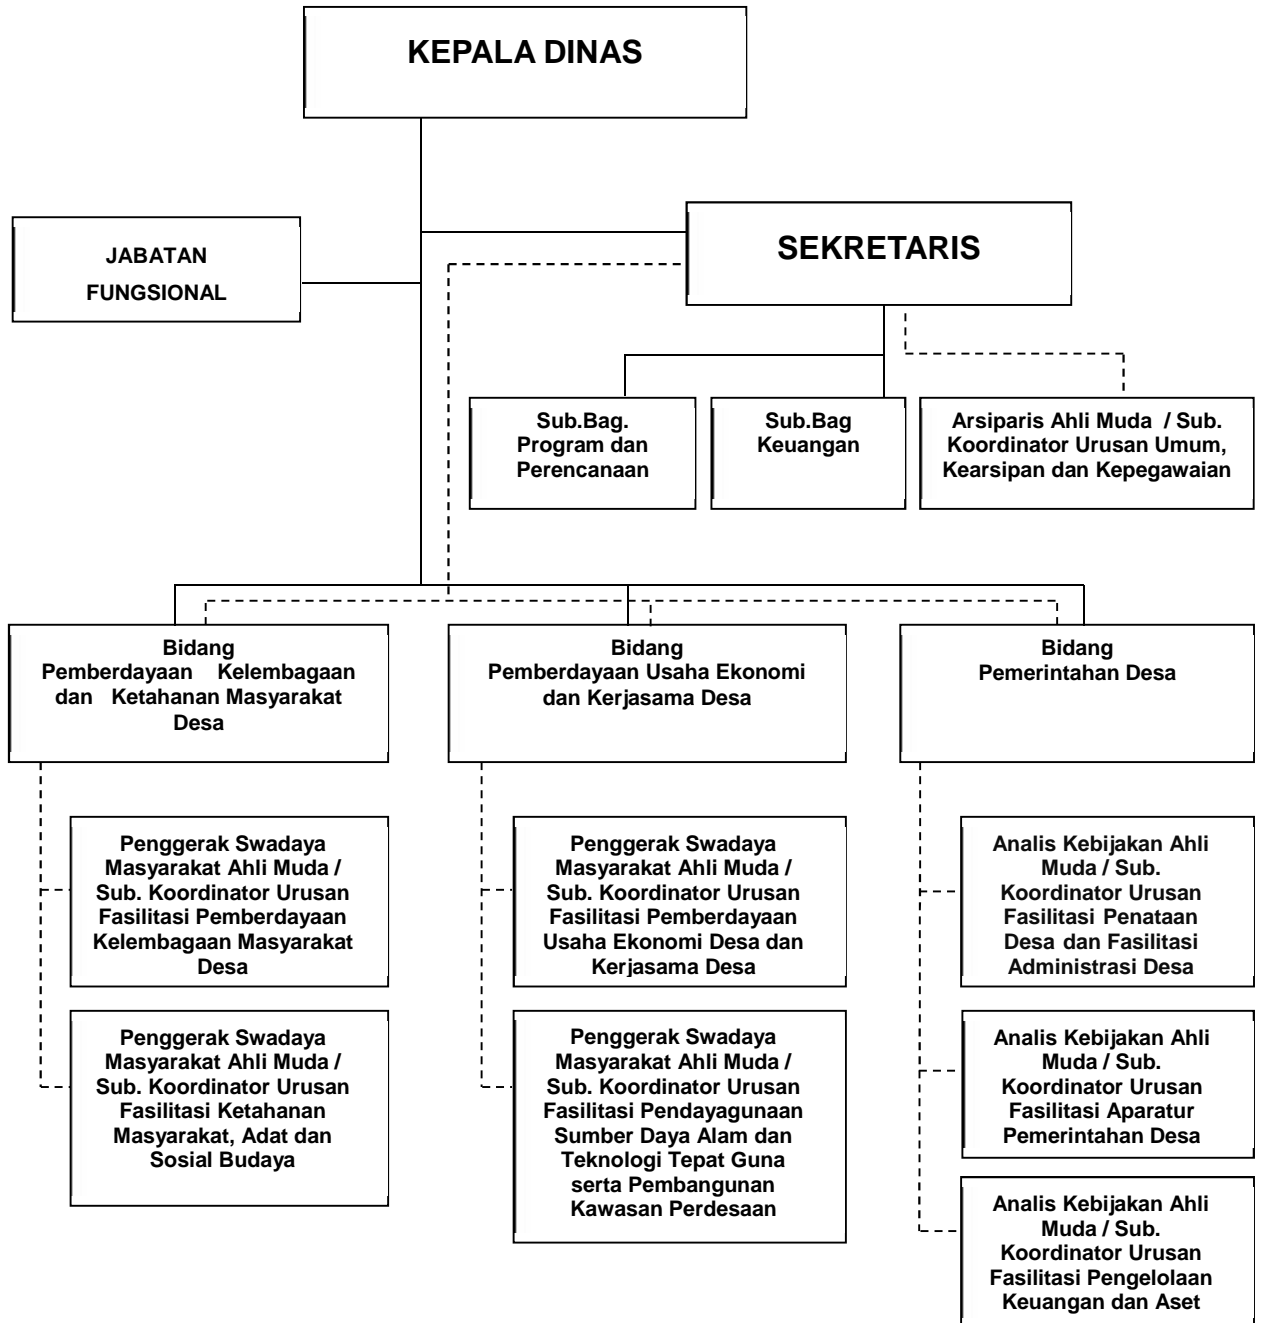 KEPALA DINAS
JABATAN
FUNGSIONAL
SEKRETARIS
Sub.Bag.
Program dan
Perencanaan
Sub.Bag
Keuangan
Arsiparis Ahli Muda / Sub.
Koordinator Urusan Umum,
Kearsipan dan Kepegawaian
Bidang
Pemberdayaan Kelembagaan
dan Ketahanan Masyarakat
Desa
Bidang
Pemberdayaan Usaha Ekonomi
dan Kerjasama Desa
Bidang
Pemerintahan Desa
Penggerak Swadaya
Masyarakat Ahli Muda /
Sub. Koordinator Urusan
Fasilitasi Pemberdayaan
Kelembagaan Masyarakat
Desa
Penggerak Swadaya
Masyarakat Ahli Muda /
Sub. Koordinator Urusan
Fasilitasi Pemberdayaan
Usaha Ekonomi Desa dan
Kerjasama Desa
Analis Kebijakan Ahli
Muda / Sub.
Koordinator Urusan
Fasilitasi Penataan
Desa dan Fasilitasi
Administrasi Desa
Penggerak Swadaya
Masyarakat Ahli Muda /
Sub. Koordinator Urusan
Fasilitasi Ketahanan
Masyarakat, Adat dan
Sosial Budaya
Penggerak Swadaya
Masyarakat Ahli Muda /
Sub. Koordinator Urusan
Fasilitasi Pendayagunaan
Sumber Daya Alam dan
Teknologi Tepat Guna
serta Pembangunan
Kawasan Perdesaan
Analis Kebijakan Ahli
Muda / Sub.
Koordinator Urusan
Fasilitasi Aparatur
Pemerintahan Desa
Analis Kebijakan Ahli
Muda / Sub.
Koordinator Urusan
Fasilitasi Pengelolaan
Keuangan dan Aset